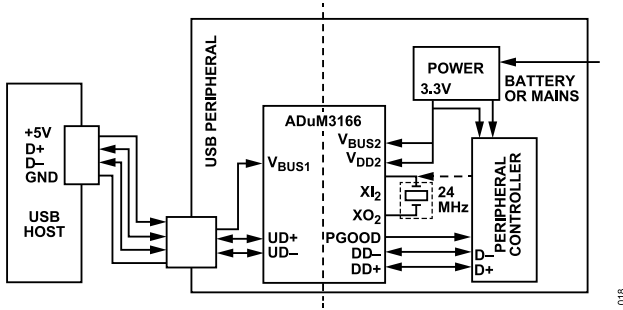 USB PERIPHERAL
POWER
3.3V
BATTERY
OR MAINS
ADuM3166
+5V
D+
D–
GND
USB
HOST
VBUS1
VBUS2
VDD2
XI2
XO2
24
MHz
PERIPHERAL
CONTROLLER
UD+
UD–
PGOOD
DD–
DD+
D–
D+
018